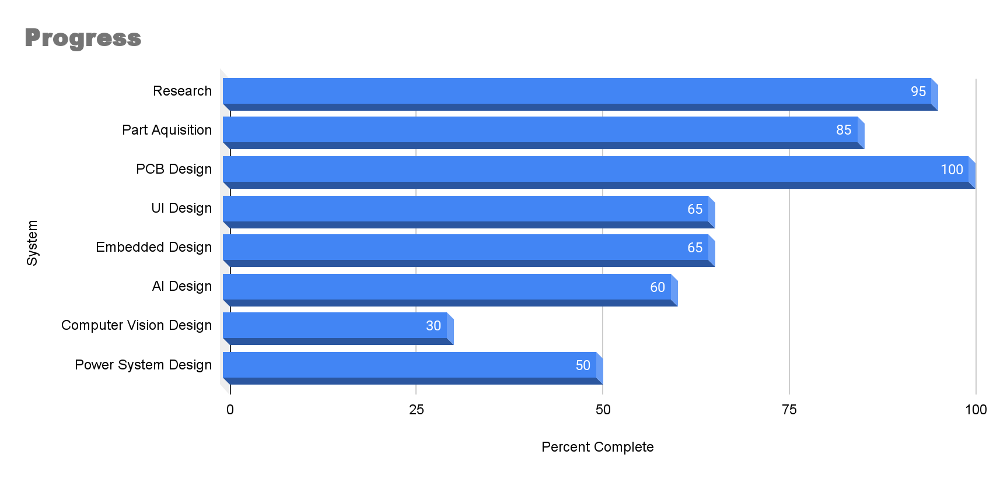 Progress
System
Research
95
Part Aquisition
85
PCB Design
100
UI Design
65
Embedded Design
65
AI Design
60
Computer Vision Design
30
Power System Design
50
0 25 50 75 100
Percent Complete